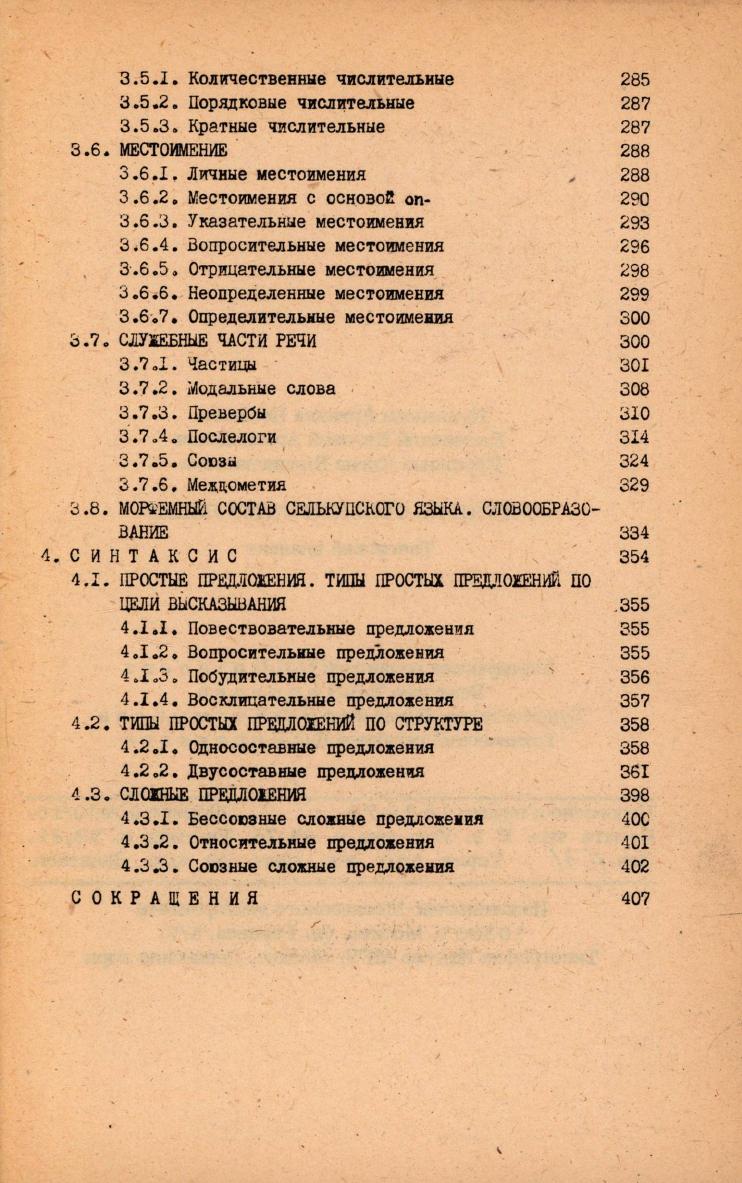 3.5.1. Количественные числительные 285
3.5.2. Порядковые числительные 287
3.5.3. Кратные числительные 287
3.6. МЕСТОИМЕНИЕ 288
3.6.1. Личные местоимения 288
3.6.2. Местоимения с основой on- 290
3.6.3. Указательные местоимения 293
3.6.4. Вопросительные местоимения 296
3.6.5. Отрицательные местоимения 298
3.6.6. Неопределенные местоимения 299
3.6.7. Определительные местоимения 300
3.7. СЛУЖЕБНЫЕ ЧАСТИ РЕЧИ 300
3.7.1. Частицы 301
3.7.2. Модальные слова 308
3.7.3. Превербы 310
3.7.4. Послелоги 314
3.7.5. Союзы 324
3.7.6. Междометия 329
3.8. МОРФЕМНЫЙ СОСТАВ СЕЛЬКУПСКОГО ЯЗЫКА. СЛОВООБРАЗО-
ВАНИЕ 334
4. С И Н Т А К С И С 354
4.1. ПРОСТЫЕ ПРЕДЛОЖЕНИЯ. ТИПЫ ПРОСТЫХ ПРЕДЛОЖЕНИЙ ПО
ЦЕЛИ ВЫСКАЗЫВАНИЯ 355
4.1.1. Повествовательные предложения 355
4.1.2. Вопросительные предложения 355
4.1.3. Побудительные предложения 356
4.1.4. Восклицательные предложения 357
4.2. ТИПЫ ПРОСТЫХ ПРЕДЛОЖЕНИЙ ПО СТРУКТУРЕ 358
4.2.1. Односоставные предложения 358
4.2.2. Двусоставные предложения 361
4.3. СЛОЖНЫЕ ПРЕДЛОЖЕНИЯ 398
4.3.1. Бессоюзные сложные предложения 400
4.3.2. Относительные предложения 401
4.3.3. Союзные сложные предложения 402
С О К Р А Щ Е Н И Я 407